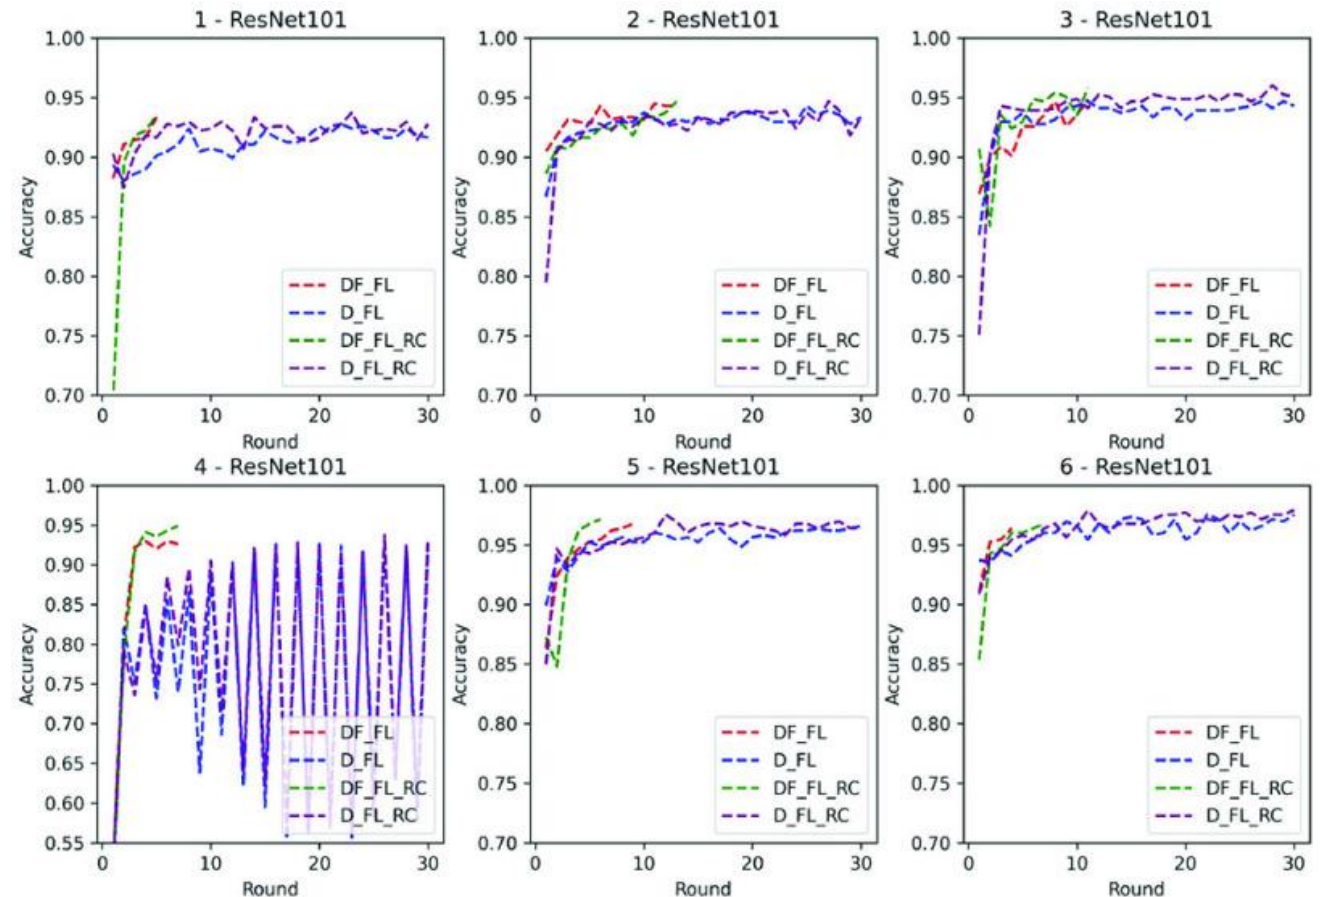 1 - ResNet101
1.00
0.95
0.90
0.85
0.80
0.75
0.70
Accuracy
DF_FL
D_FL
DF_FL_RC
D_FL_RC
0 10 20 30
Round
2 - ResNet101
1.00
0.95
0.90
0.85
0.80
0.75
0.70
Accuracy
DF_FL
D_FL
DF_FL_RC
D_FL_RC
0 10 20 30
Round
3 - ResNet101
1.00
0.95
0.90
0.85
0.80
0.75
0.70
Accuracy
DF_FL
D_FL
DF_FL_RC
D_FL_RC
0 10 20 30
Round
4 - ResNet101
1.00
0.95
0.90
0.85
0.80
0.75
0.70
0.65
0.60
0.55
Accuracy
DF_FL
D_FL
DF_FL_RC
D_FL_RC
0 10 20 30
Round
5 - ResNet101
1.00
0.95
0.90
0.85
0.80
0.75
0.70
Accuracy
DF_FL
D_FL
DF_FL_RC
D_FL_RC
0 10 20 30
Round
6 - ResNet101
1.00
0.95
0.90
0.85
0.80
0.75
0.70
Accuracy
DF_FL
D_FL
DF_FL_RC
D_FL_RC
0 10 20 30
Round